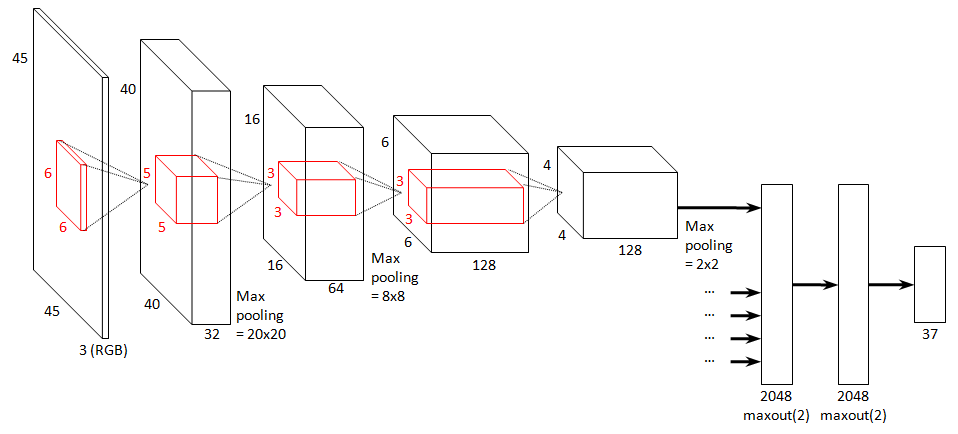 45
45
3 (RGB)
6
6
40
40
32
5
5
Max
pooling
= 20x20
16
16
64
3
3
Max
pooling
= 8x8
6
6
128
3
3
4
4
128
Max
pooling
= 2x2
...
...
...
...
2048
maxout(2)
2048
maxout(2)
37